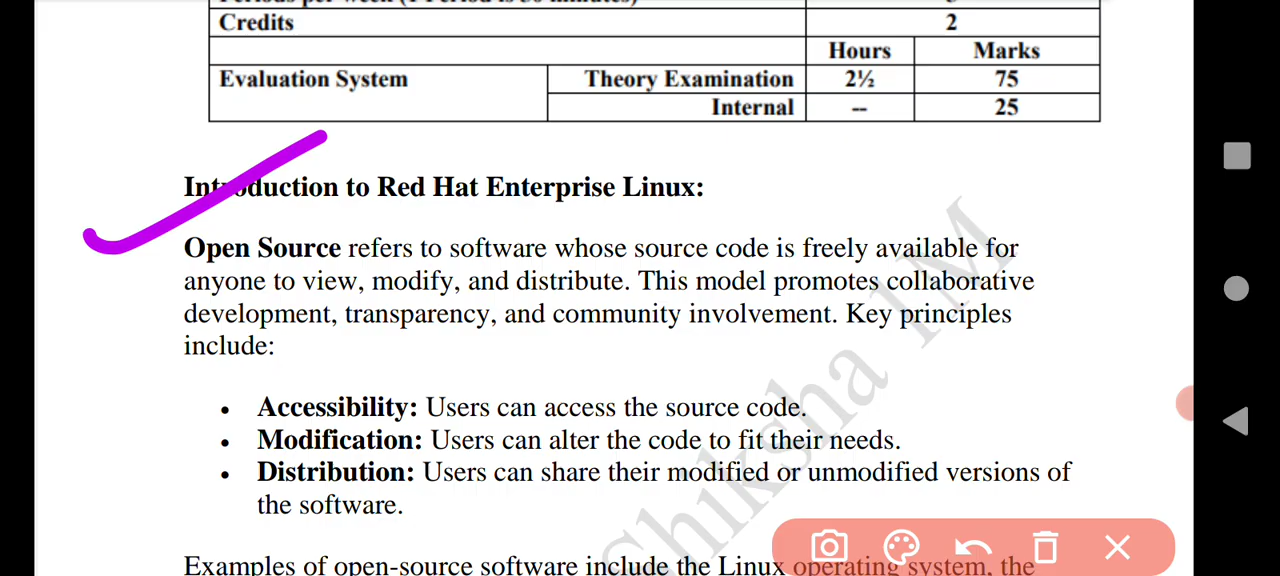 Credits 2
Hours Marks
Evaluation System Theory Examination 2½ 75
Internal -- 25
Introduction to Red Hat Enterprise Linux:
Open Source refers to software whose source code is freely available for
anyone to view, modify, and distribute. This model promotes collaborative
development, transparency, and community involvement. Key principles
include:
• Accessibility: Users can access the source code.
• Modification: Users can alter the code to fit their needs.
• Distribution: Users can share their modified or unmodified versions of
the software.
Examples of open-source software include the Linux operating system, the
Shiksha IM